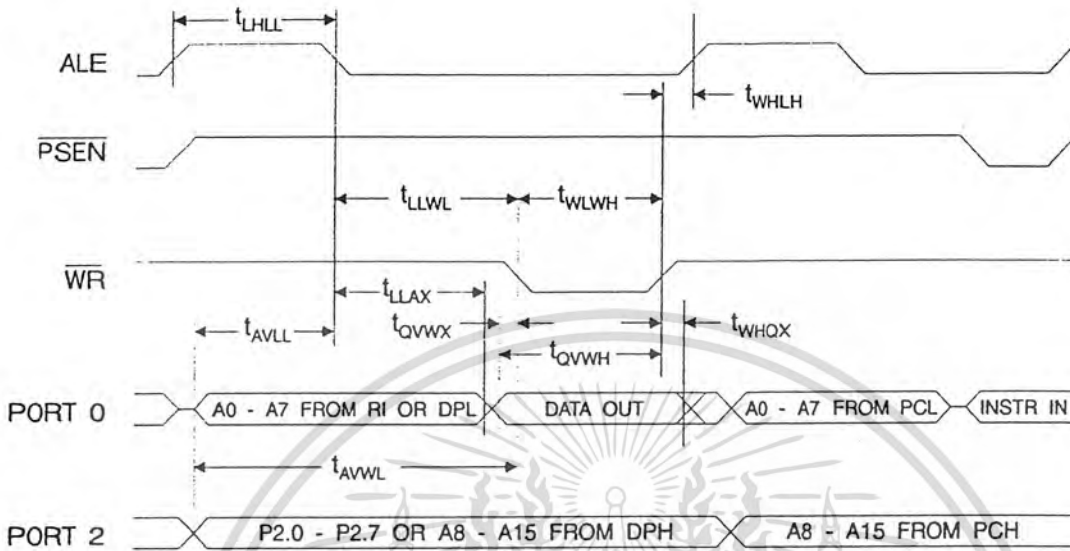 tLHLL
ALE
tWHLH
PSEN
tLLWL
tWLWH
WR
tLLAX
tAVLL
tQVWX
tWHQX
tQVWH
PORT 0
A0 - A7 FROM RI OR DPL
DATA OUT
A0 - A7 FROM PCL
INSTR IN
tAVWL
PORT 2
P2.0 - P2.7 OR A8 - A15 FROM DPH
A8 - A15 FROM PCH